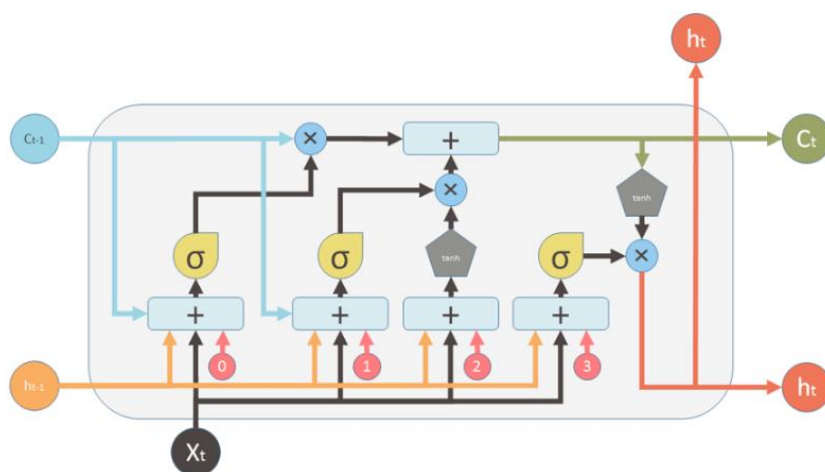 ht
Ct-1
×
+
Ct
tanh
×
σ
σ
tanh
σ
×
+
+
+
+
0
1
2
3
ht-1
ht
Xt